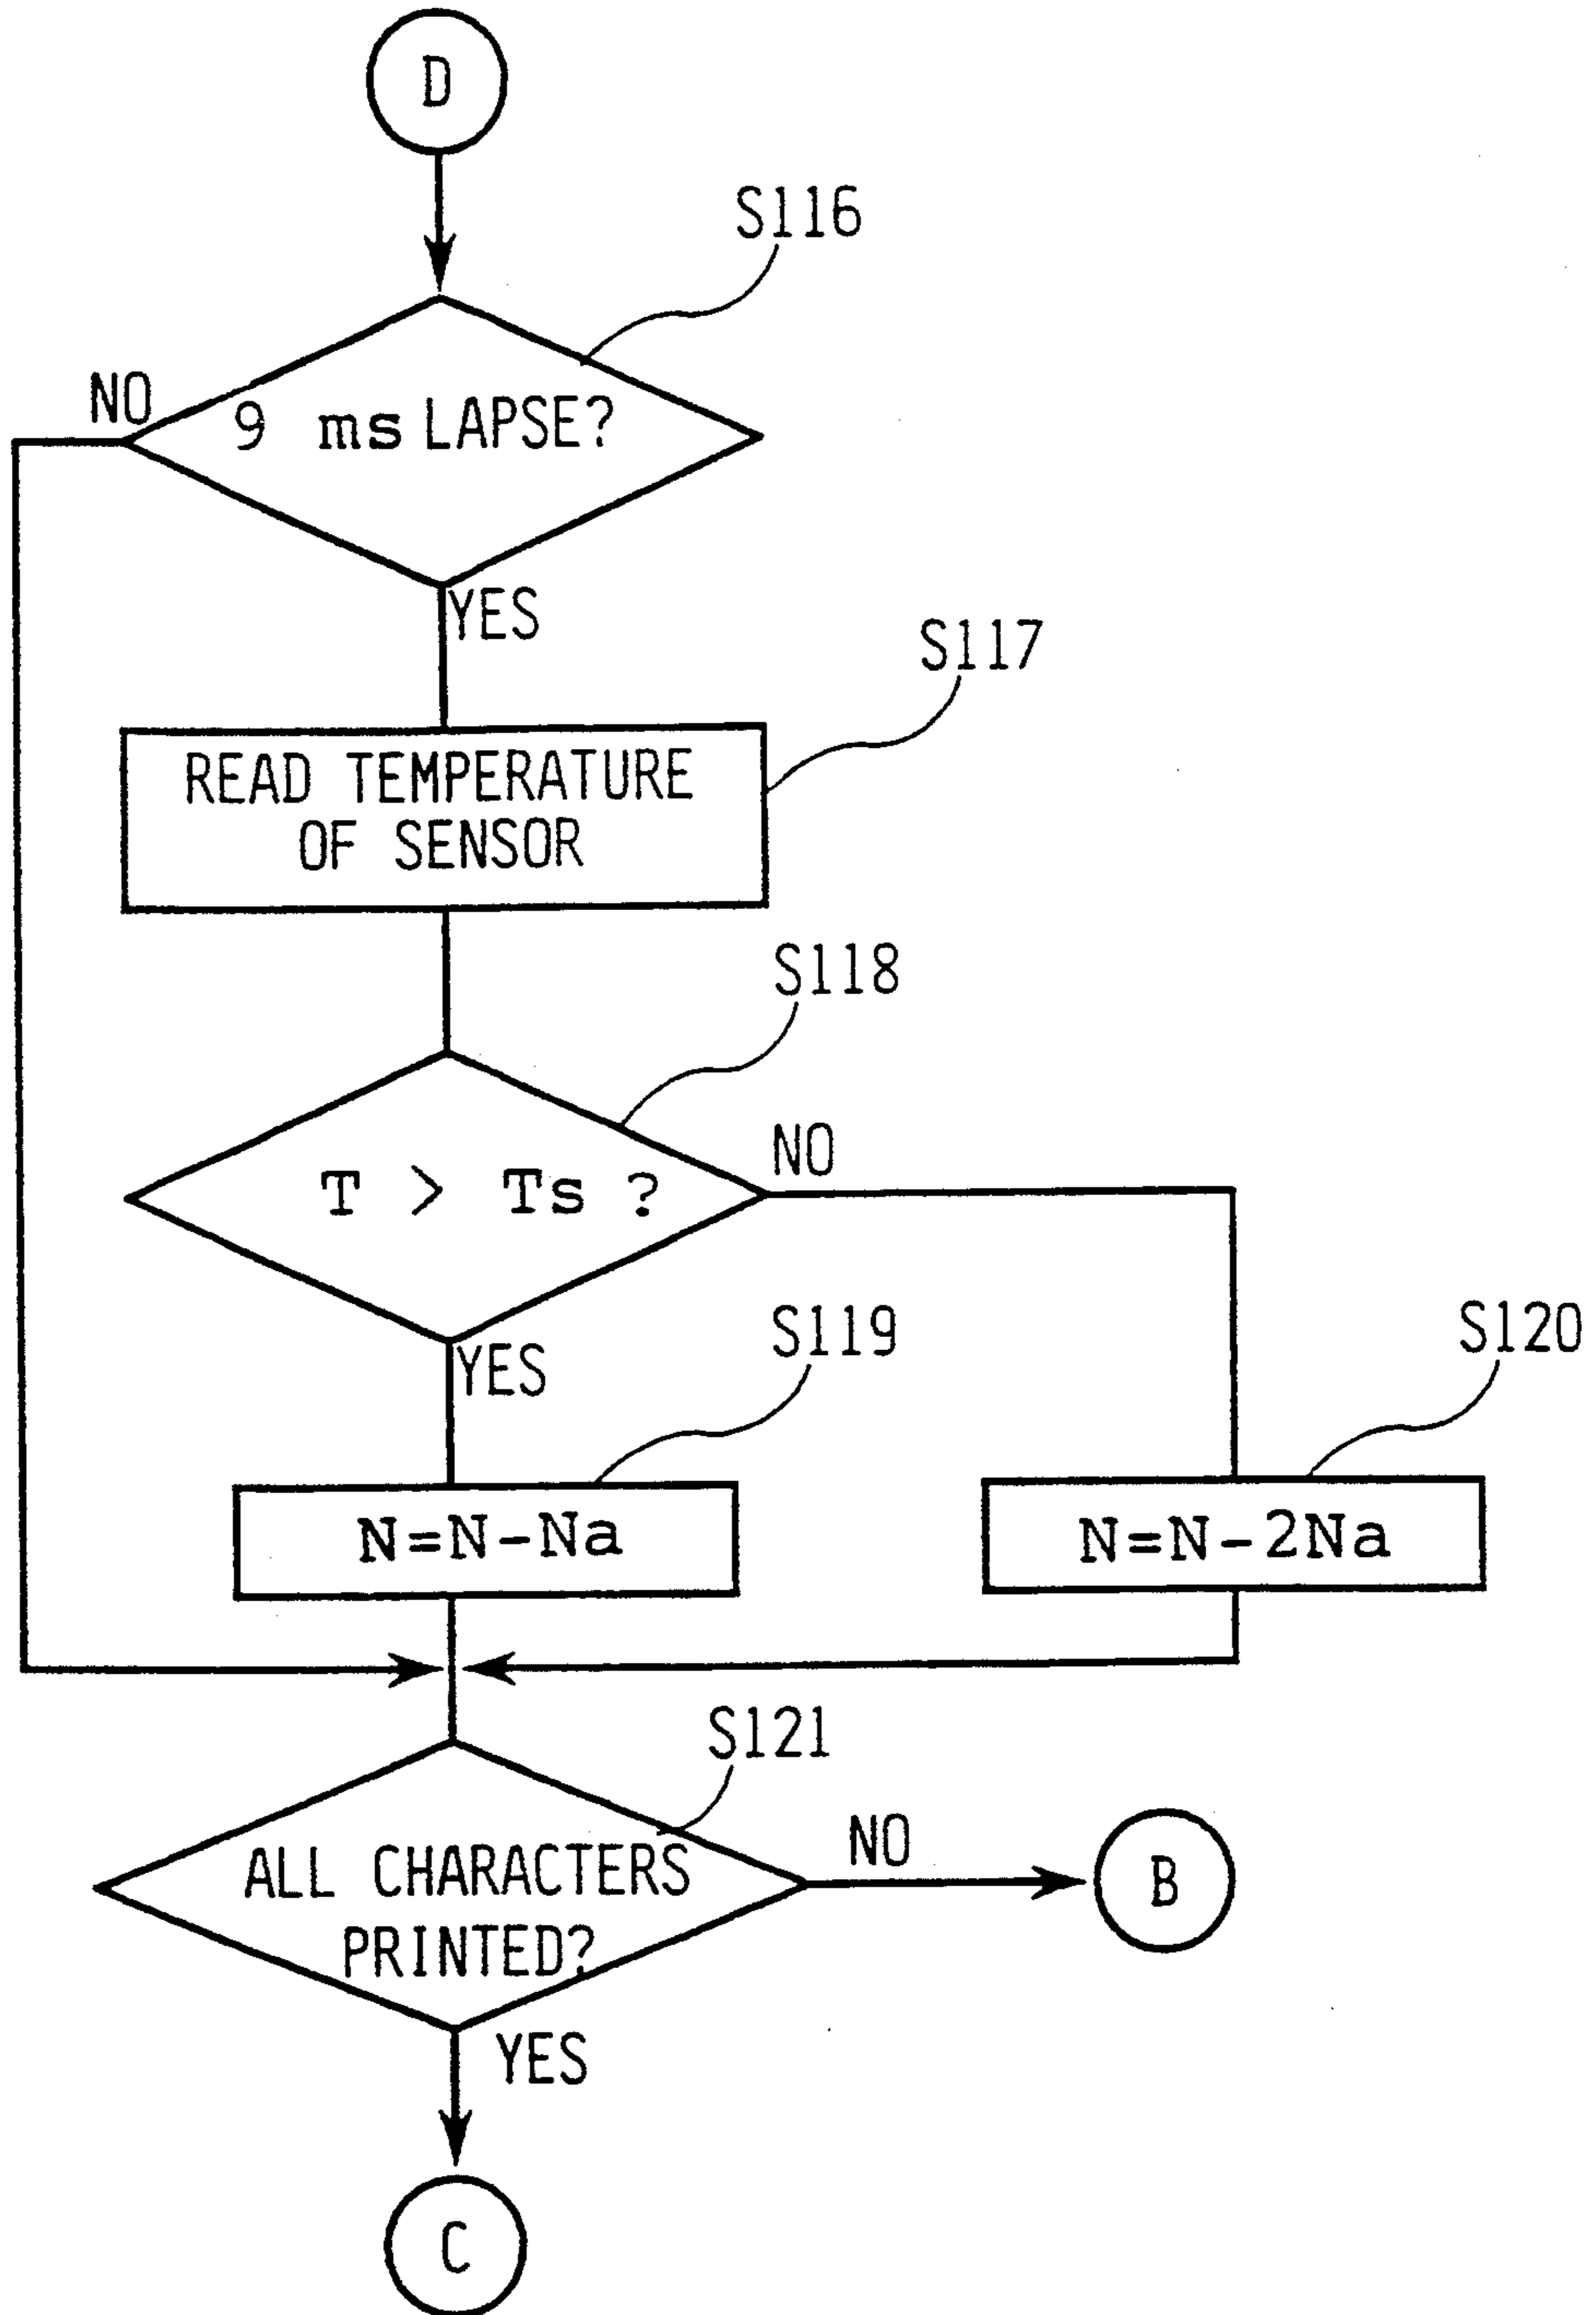 D
S116
NO
9 ms LAPSE?
YES
S117
READ TEMPERATURE
OF SENSOR
S118
NO
T > Ts ?
YES
S119
S120
N=N-Na
N=N-2Na
S121
NO
ALL CHARACTERS
PRINTED?
B
YES
C